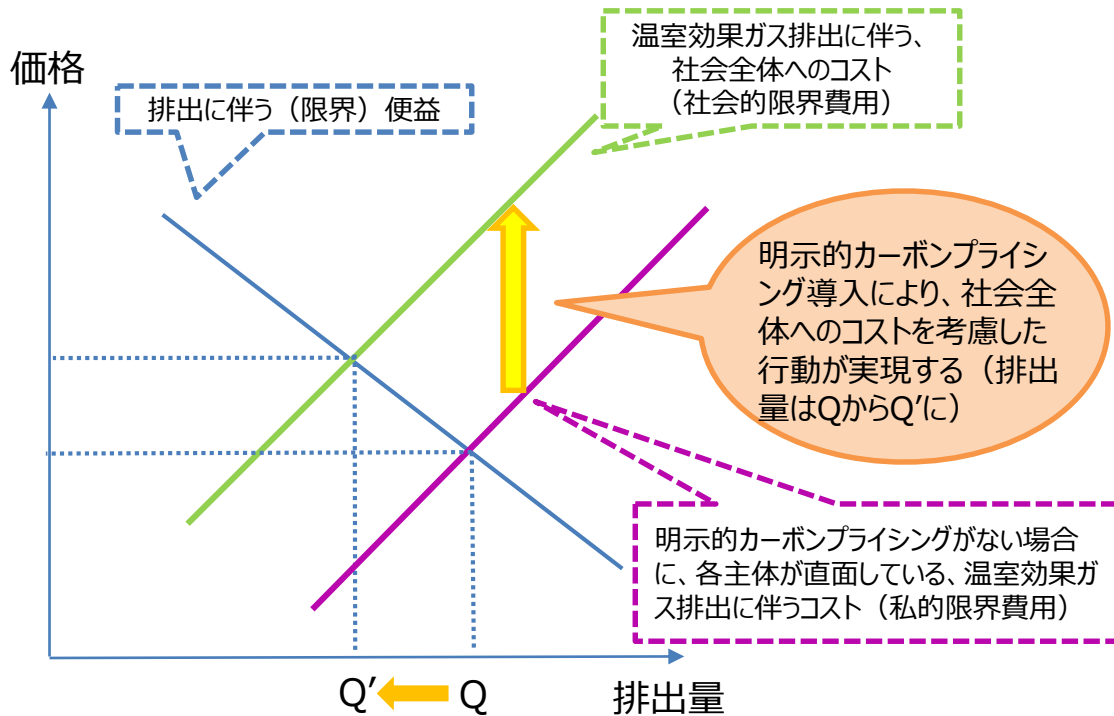 価格
排出に伴う（限界）便益
温室効果ガス排出に伴う、
社会全体へのコスト
（社会的限界費用）
明示的カーボンプライシ
ング導入により、社会全
体へのコストを考慮した
行動が実現する（排出
量はQからQ′に）
明示的カーボンプライシングがない場合
に、各主体が直面している、温室効果ガ
ス排出に伴うコスト（私的限界費用）
Q′
Q
排出量